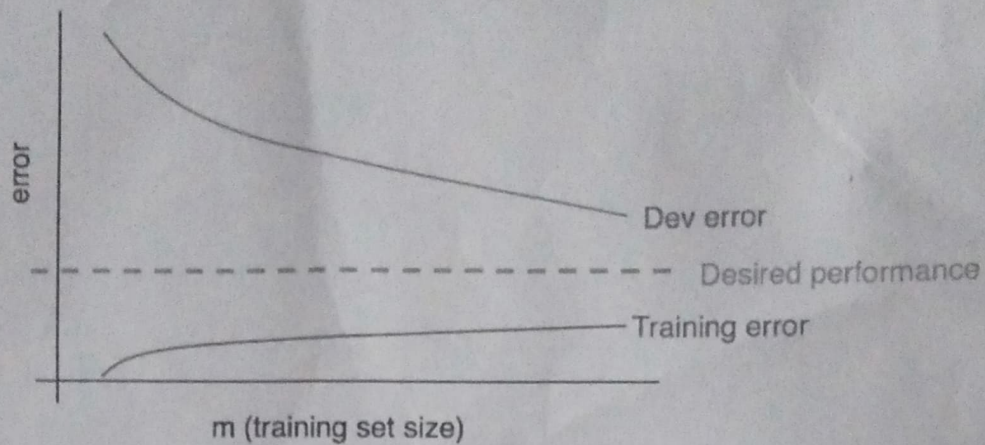 error
Dev error
Desired performance
Training error
m (training set size)